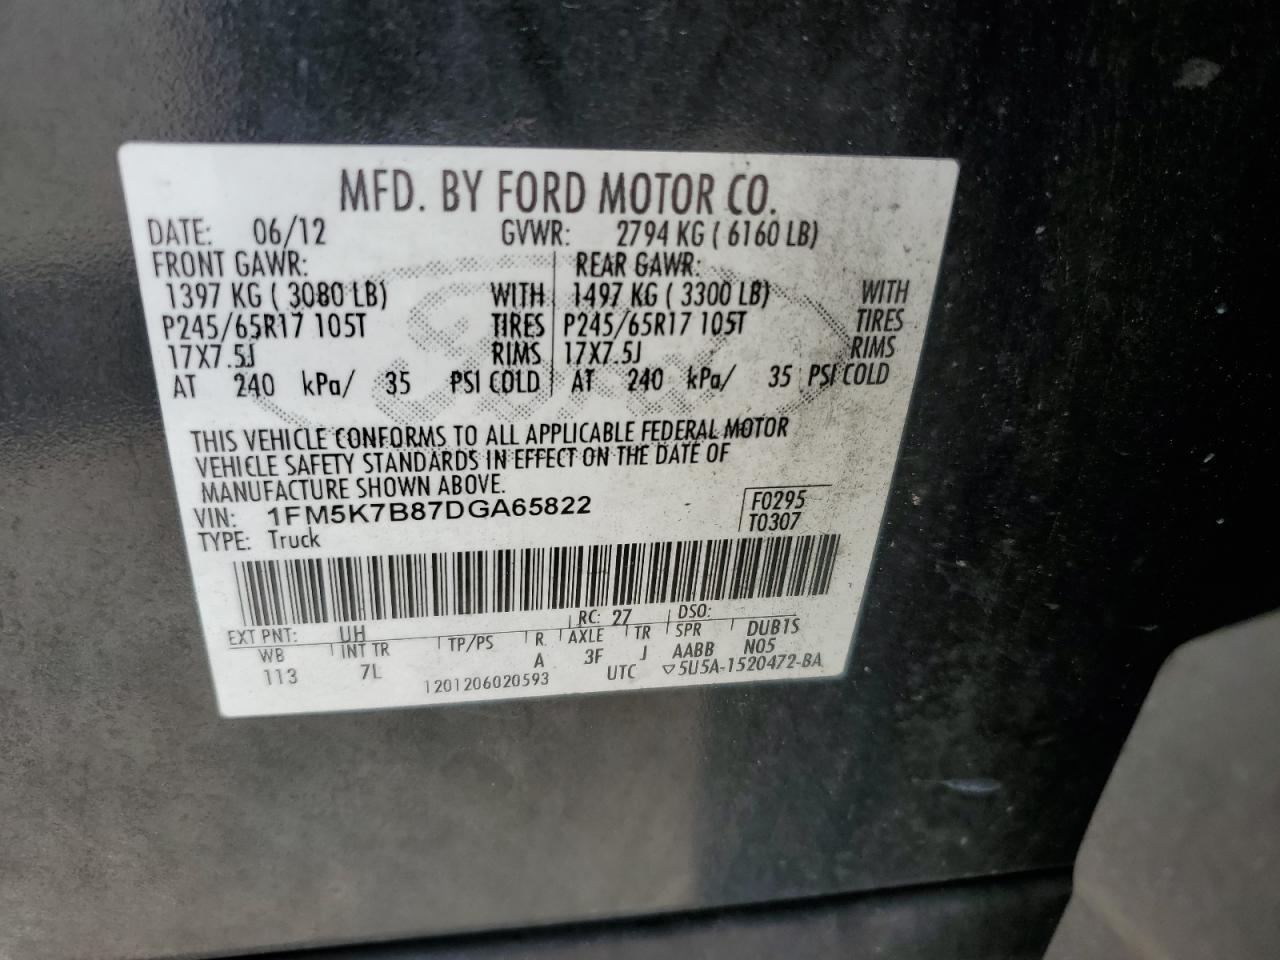 MFD. BY FORD MOTOR CO.
DATE: 06/12 GVWR: 2794 KG ( 6160 LB)
FRONT GAWR: REAR GAWR:
1397 KG ( 3080 LB) WITH 1497 KG ( 3300 LB) WITH
P245/65R17 105T TIRES P245/65R17 105T TIRES
17X7.5J RIMS 17X7.5J RIMS
AT 240 kPa/ 35 PSI COLD AT 240 kPa/ 35 PSI COLD
THIS VEHICLE CONFORMS TO ALL APPLICABLE FEDERAL MOTOR
VEHICLE SAFETY STANDARDS IN EFFECT ON THE DATE OF
MANUFACTURE SHOWN ABOVE.
VIN: 1FM5K7B87DGA65822 F0295
TYPE: Truck T0307
EXT PNT: UH RC: 27 DSO:
WB INT TR TP/PS R AXLE TR SPR DUB1S
113 7L A 3F J AABB N05
1201206020593 UTC ▽5U5A-1520472-BA